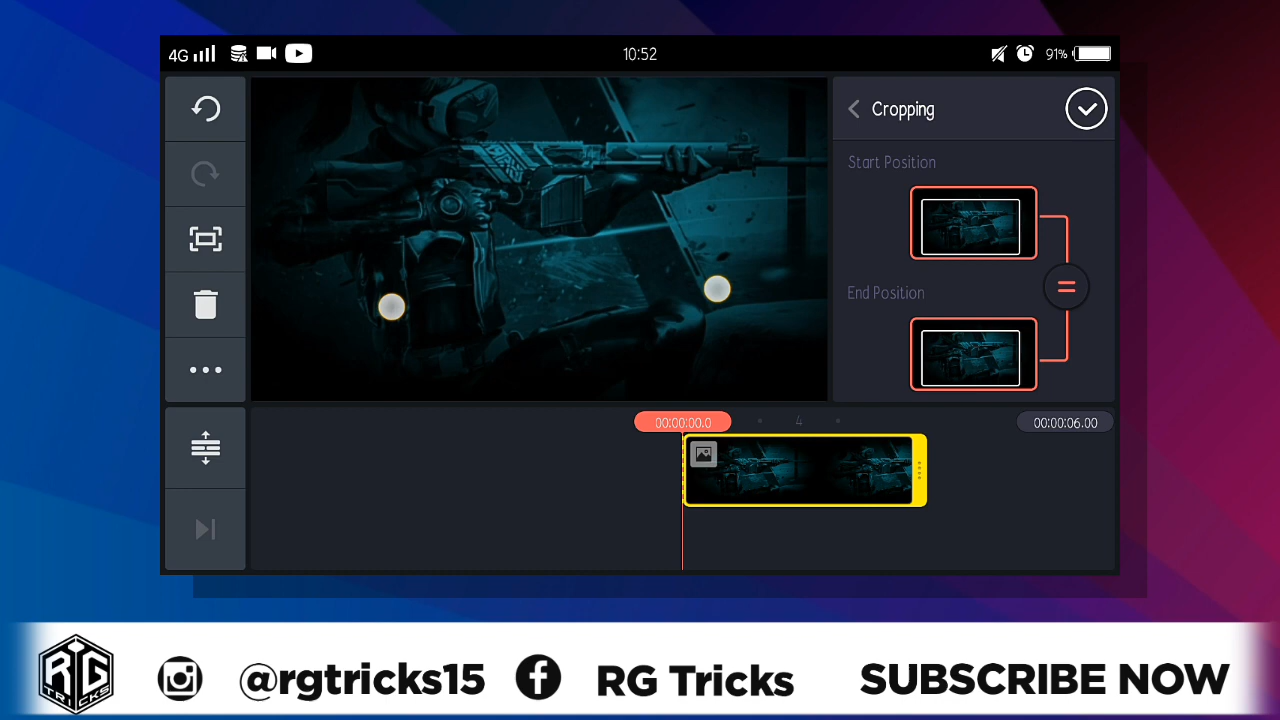 4G
10:52
91%
Cropping
Start Position
End Position
00:00:00.0
4
00:00:06.00
RTG
TRICKS
@rgtricks15
RG Tricks
SUBSCRIBE NOW